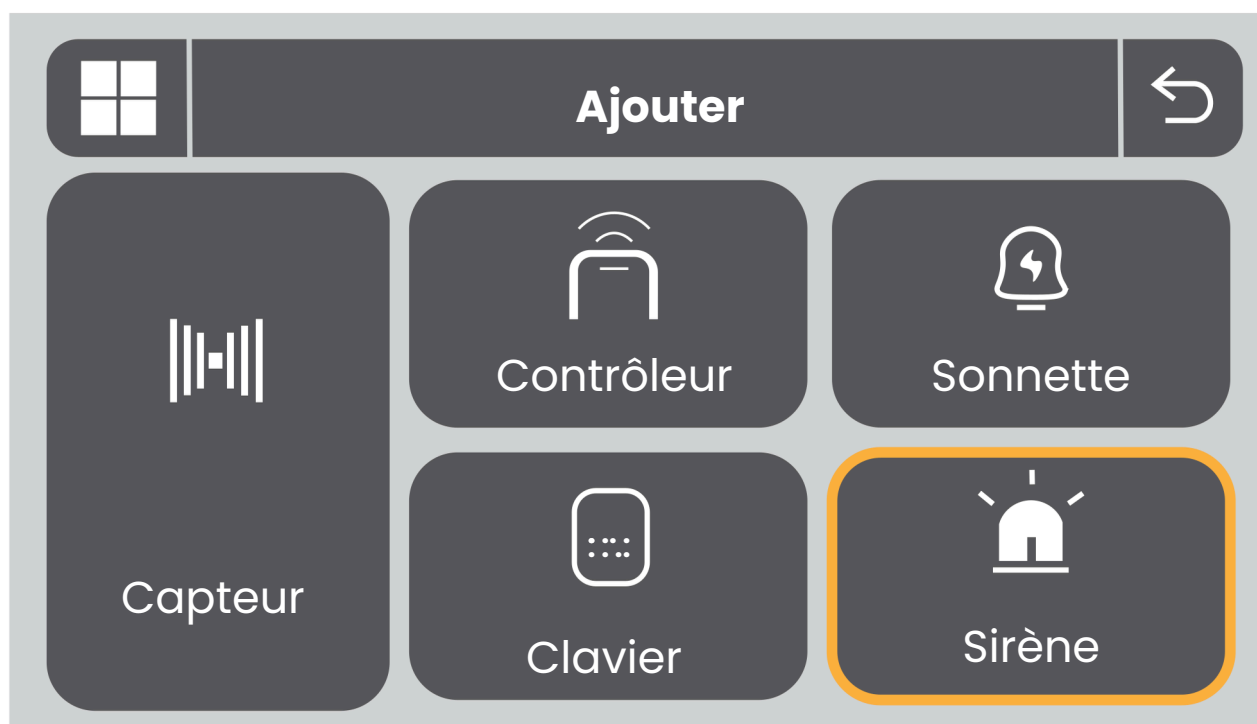 Ajouter
Contrôleur
Sonnette
Capteur
Clavier
Sirène